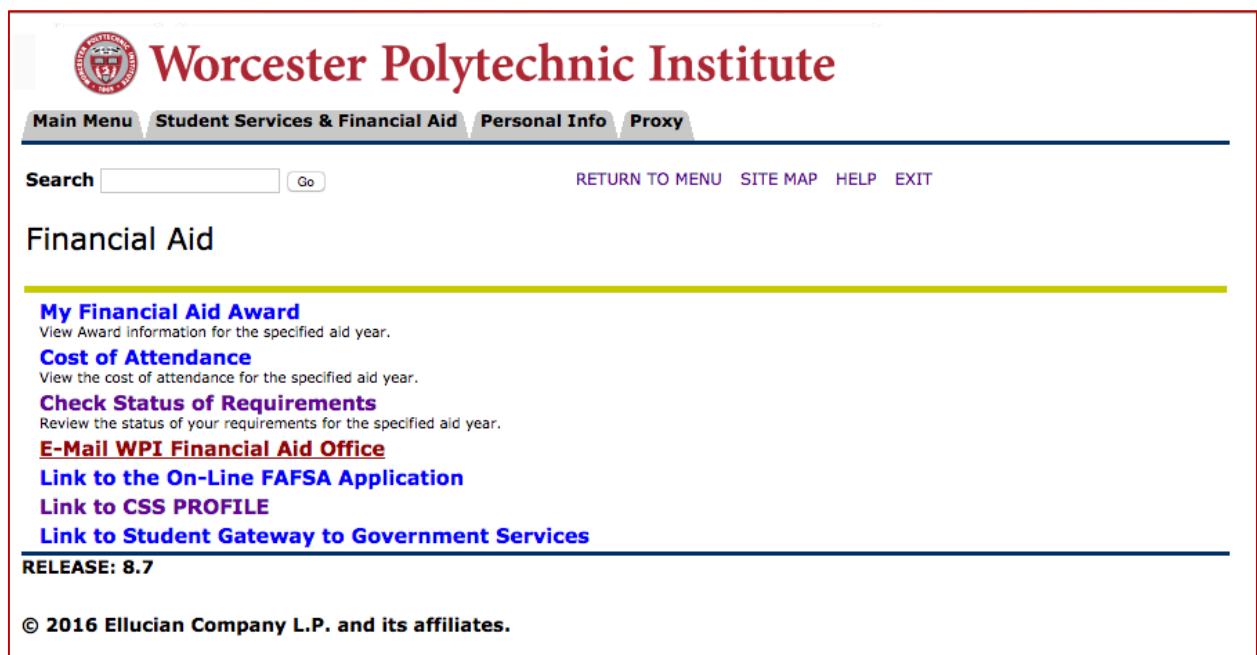 Worcester Polytechnic Institute
Main Menu Student Services & Financial Aid Personal Info Proxy
Search Go RETURN TO MENU SITE MAP HELP EXIT
Financial Aid
My Financial Aid Award
View Award information for the specified aid year.
Cost of Attendance
View the cost of attendance for the specified aid year.
Check Status of Requirements
Review the status of your requirements for the specified aid year.
E-Mail WPI Financial Aid Office
Link to the On-Line FAFSA Application
Link to CSS PROFILE
Link to Student Gateway to Government Services
RELEASE: 8.7
© 2016 Ellucian Company L.P. and its affiliates.